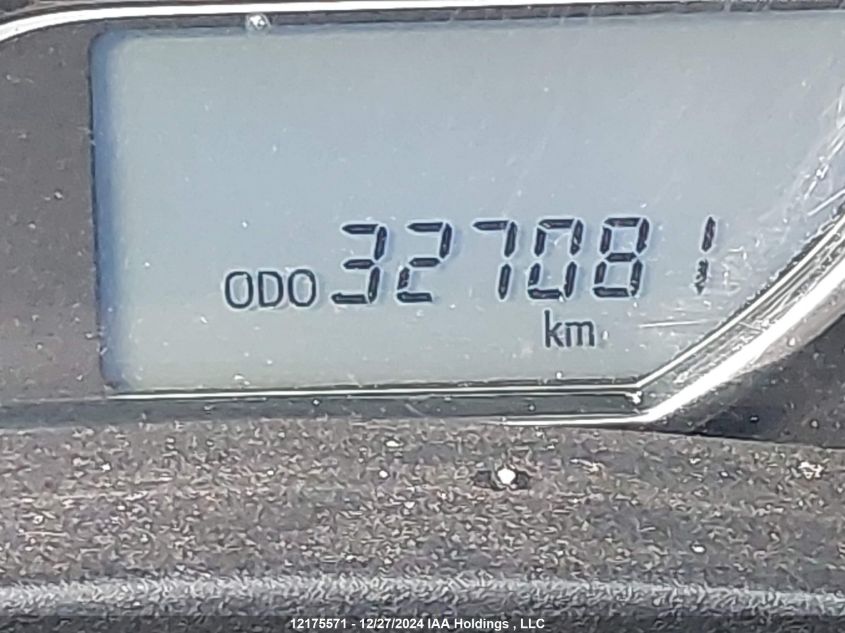 ODO 327081
km
12175571 - 12/27/2024 IAA Holdings , LLC